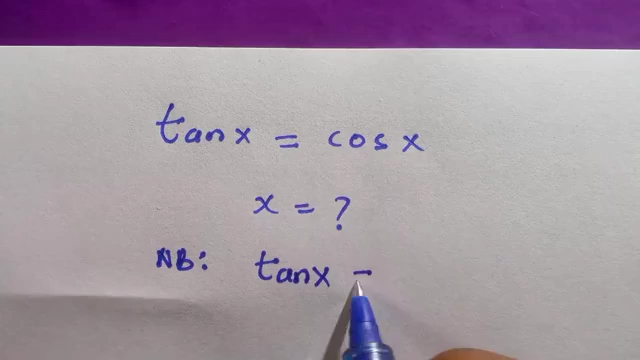 tanx = cosx
x = ?
NB: tanx -